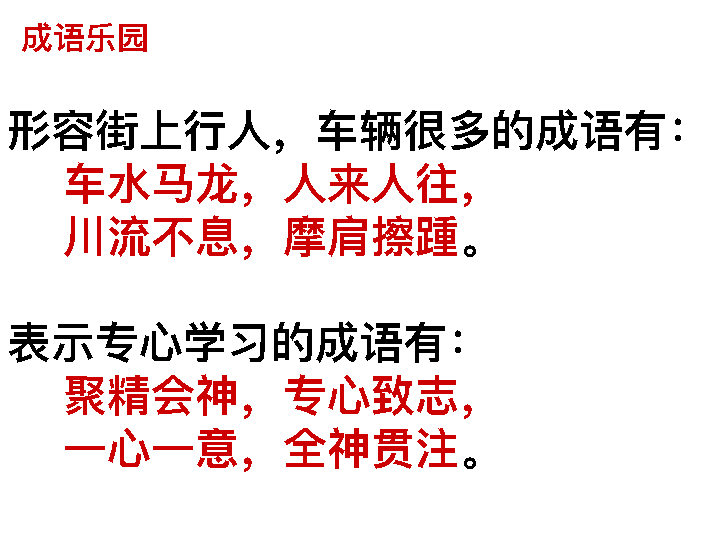 成语乐园
形容街上行人，车辆很多的成语有：
车水马龙，人来人往，
川流不息，摩肩擦踵。
表示专心学习的成语有：
聚精会神，专心致志，
一心一意，全神贯注。